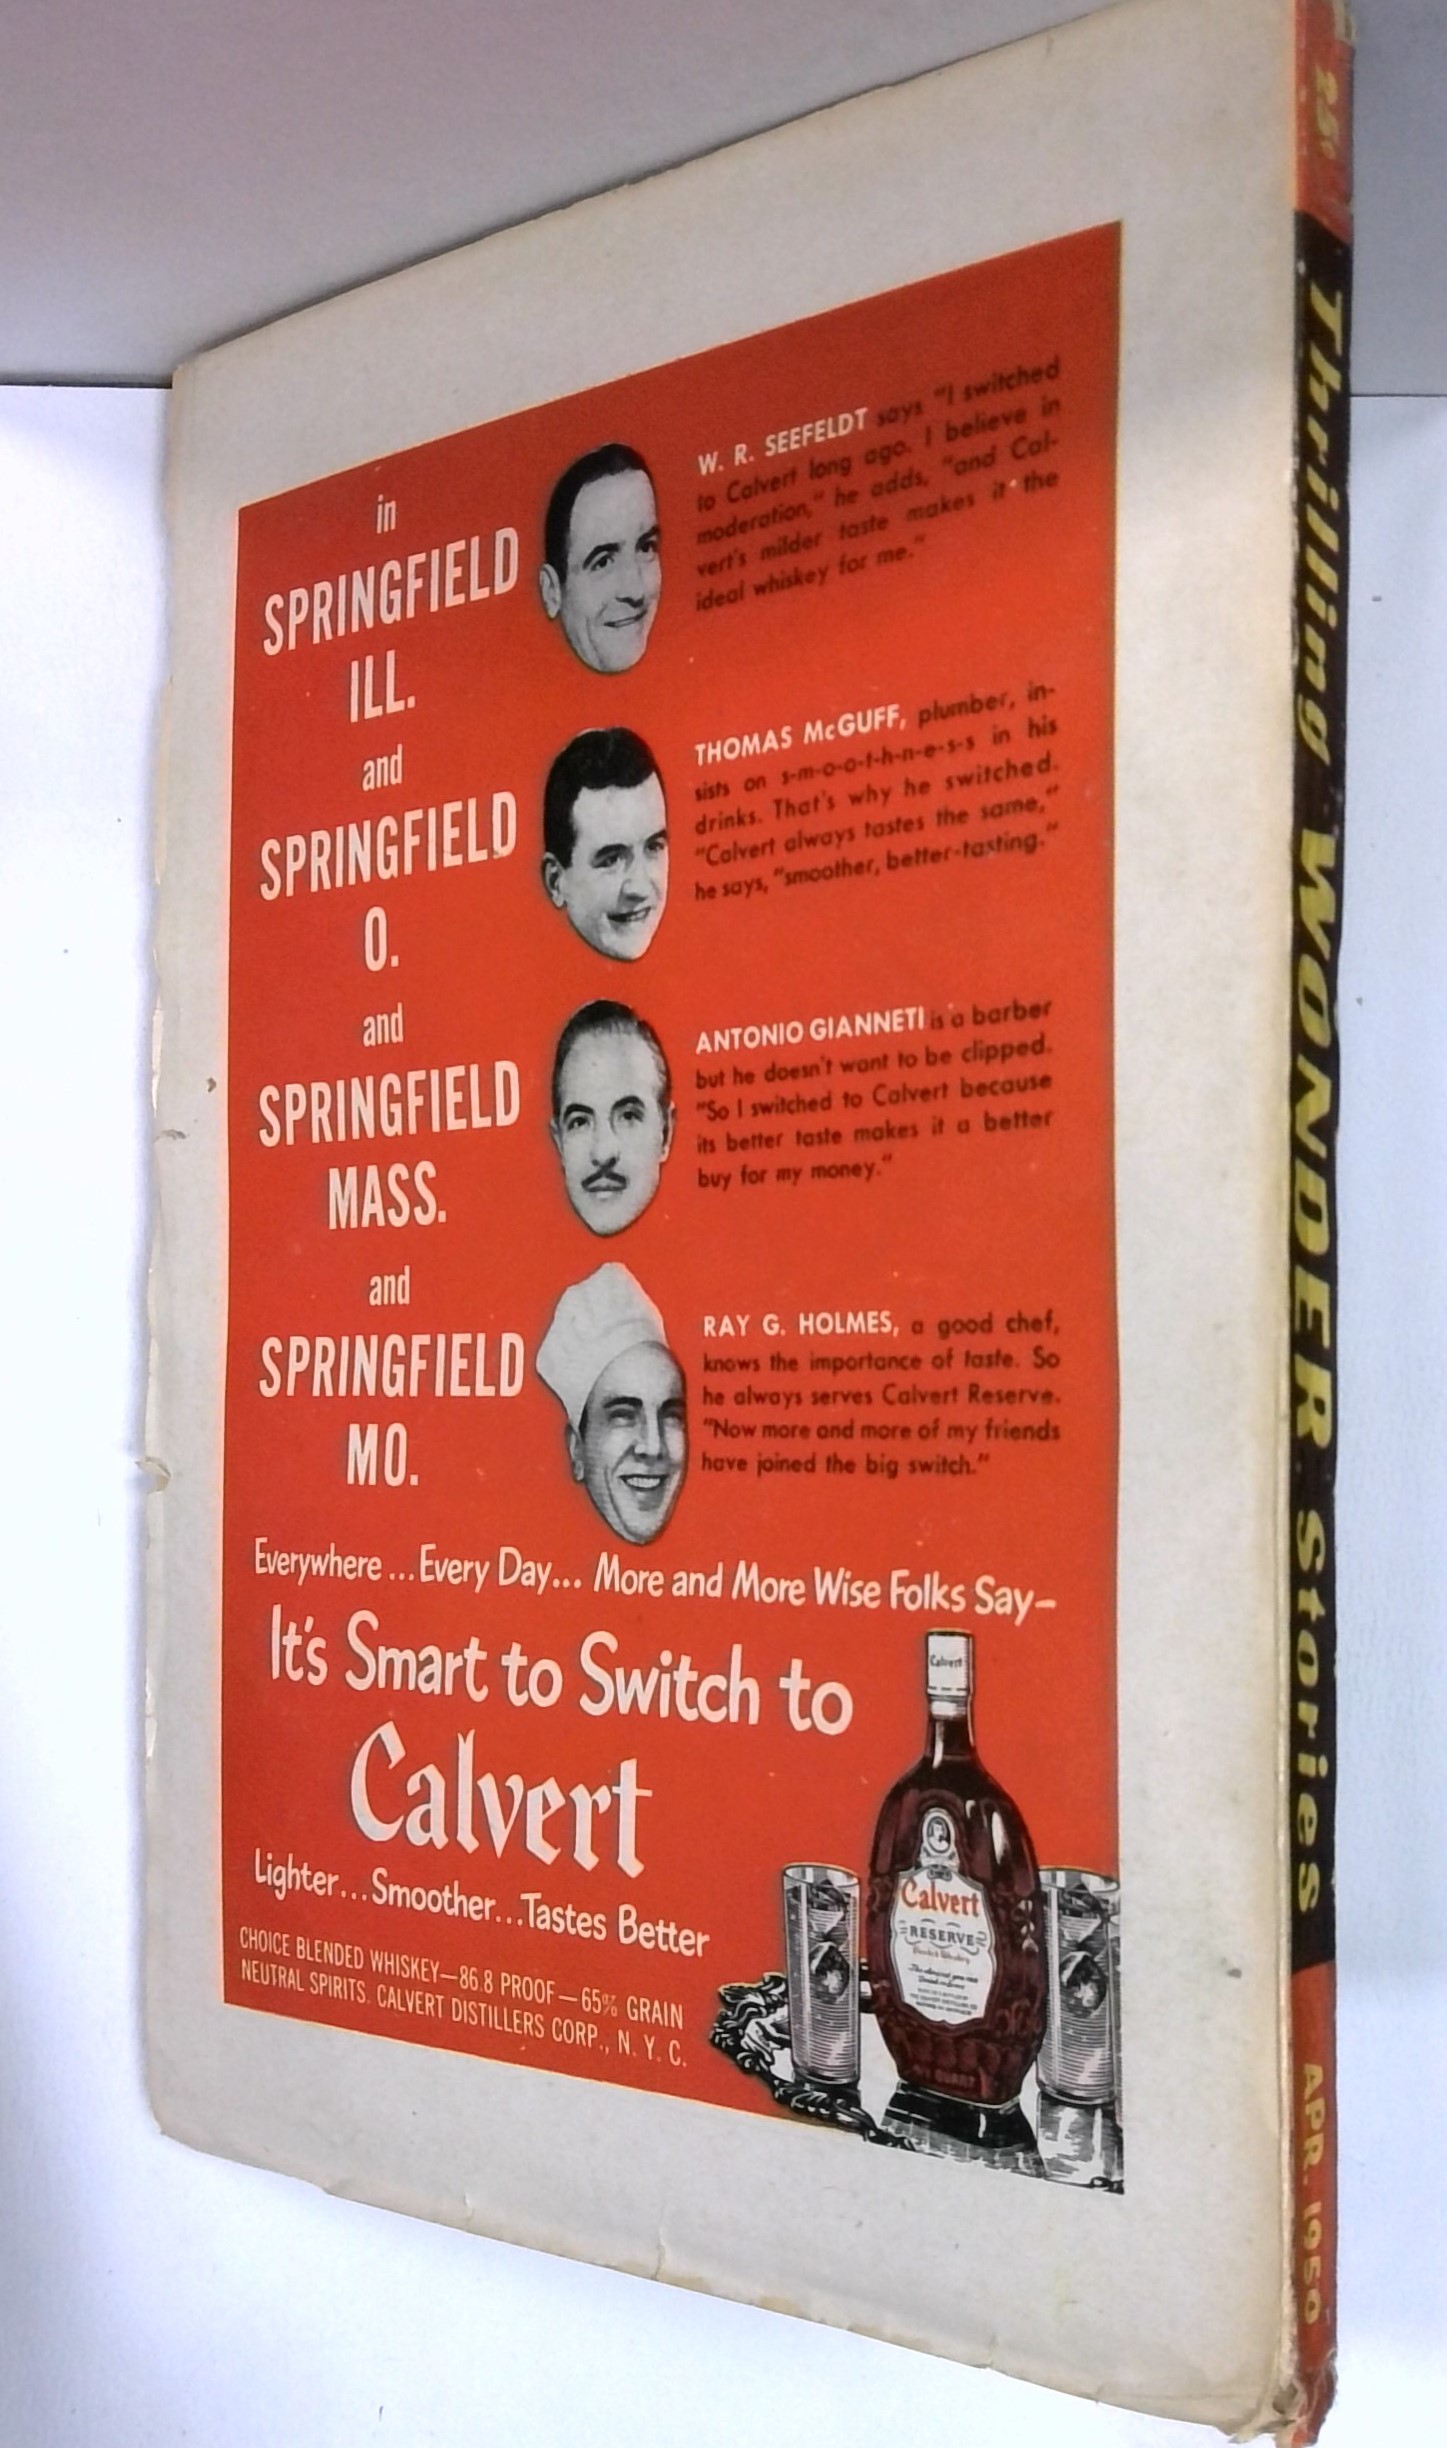 in
SPRINGFIELD
ILL.
and
SPRINGFIELD
O.
and
SPRINGFIELD
MASS.
and
SPRINGFIELD
MO.
W. R. SEEFELDT says "I switched
to Calvert long ago. I believe in
moderation," he adds, "and Cal-
vert's milder taste makes it the
ideal whiskey for me."
THOMAS McGUFF, plumber, in-
sists on s-m-o-o-t-h-n-e-s-s in his
drinks. That's why he switched.
"Calvert always tastes the same,"
he says, "smoother, better-tasting."
ANTONIO GIANNETI is a barber
but he doesn't want to be clipped.
"So I switched to Calvert because
its better taste makes it a better
buy for my money."
RAY G. HOLMES, a good chef,
knows the importance of taste. So
he always serves Calvert Reserve.
"Now more and more of my friends
have joined the big switch."
Everywhere...Every Day... More and More Wise Folks Say—
It's Smart to Switch to
Calvert
Lighter...Smoother...Tastes Better
CHOICE BLENDED WHISKEY—86.8 PROOF—65% GRAIN
NEUTRAL SPIRITS. CALVERT DISTILLERS CORP., N. Y. C.
Calvert
Calvert
RESERVE
QUART
25¢
Thrilling WONDER Stories
APR. 1950